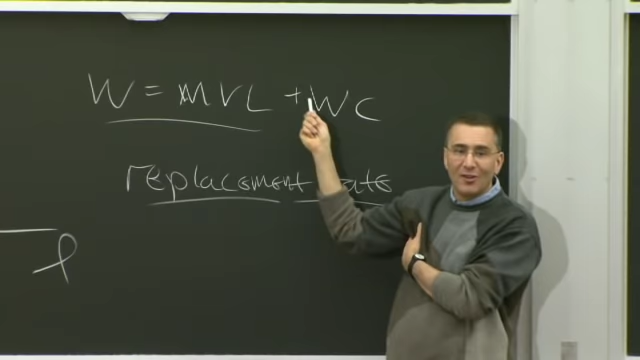 W = MVL + WC
replacement rate
l